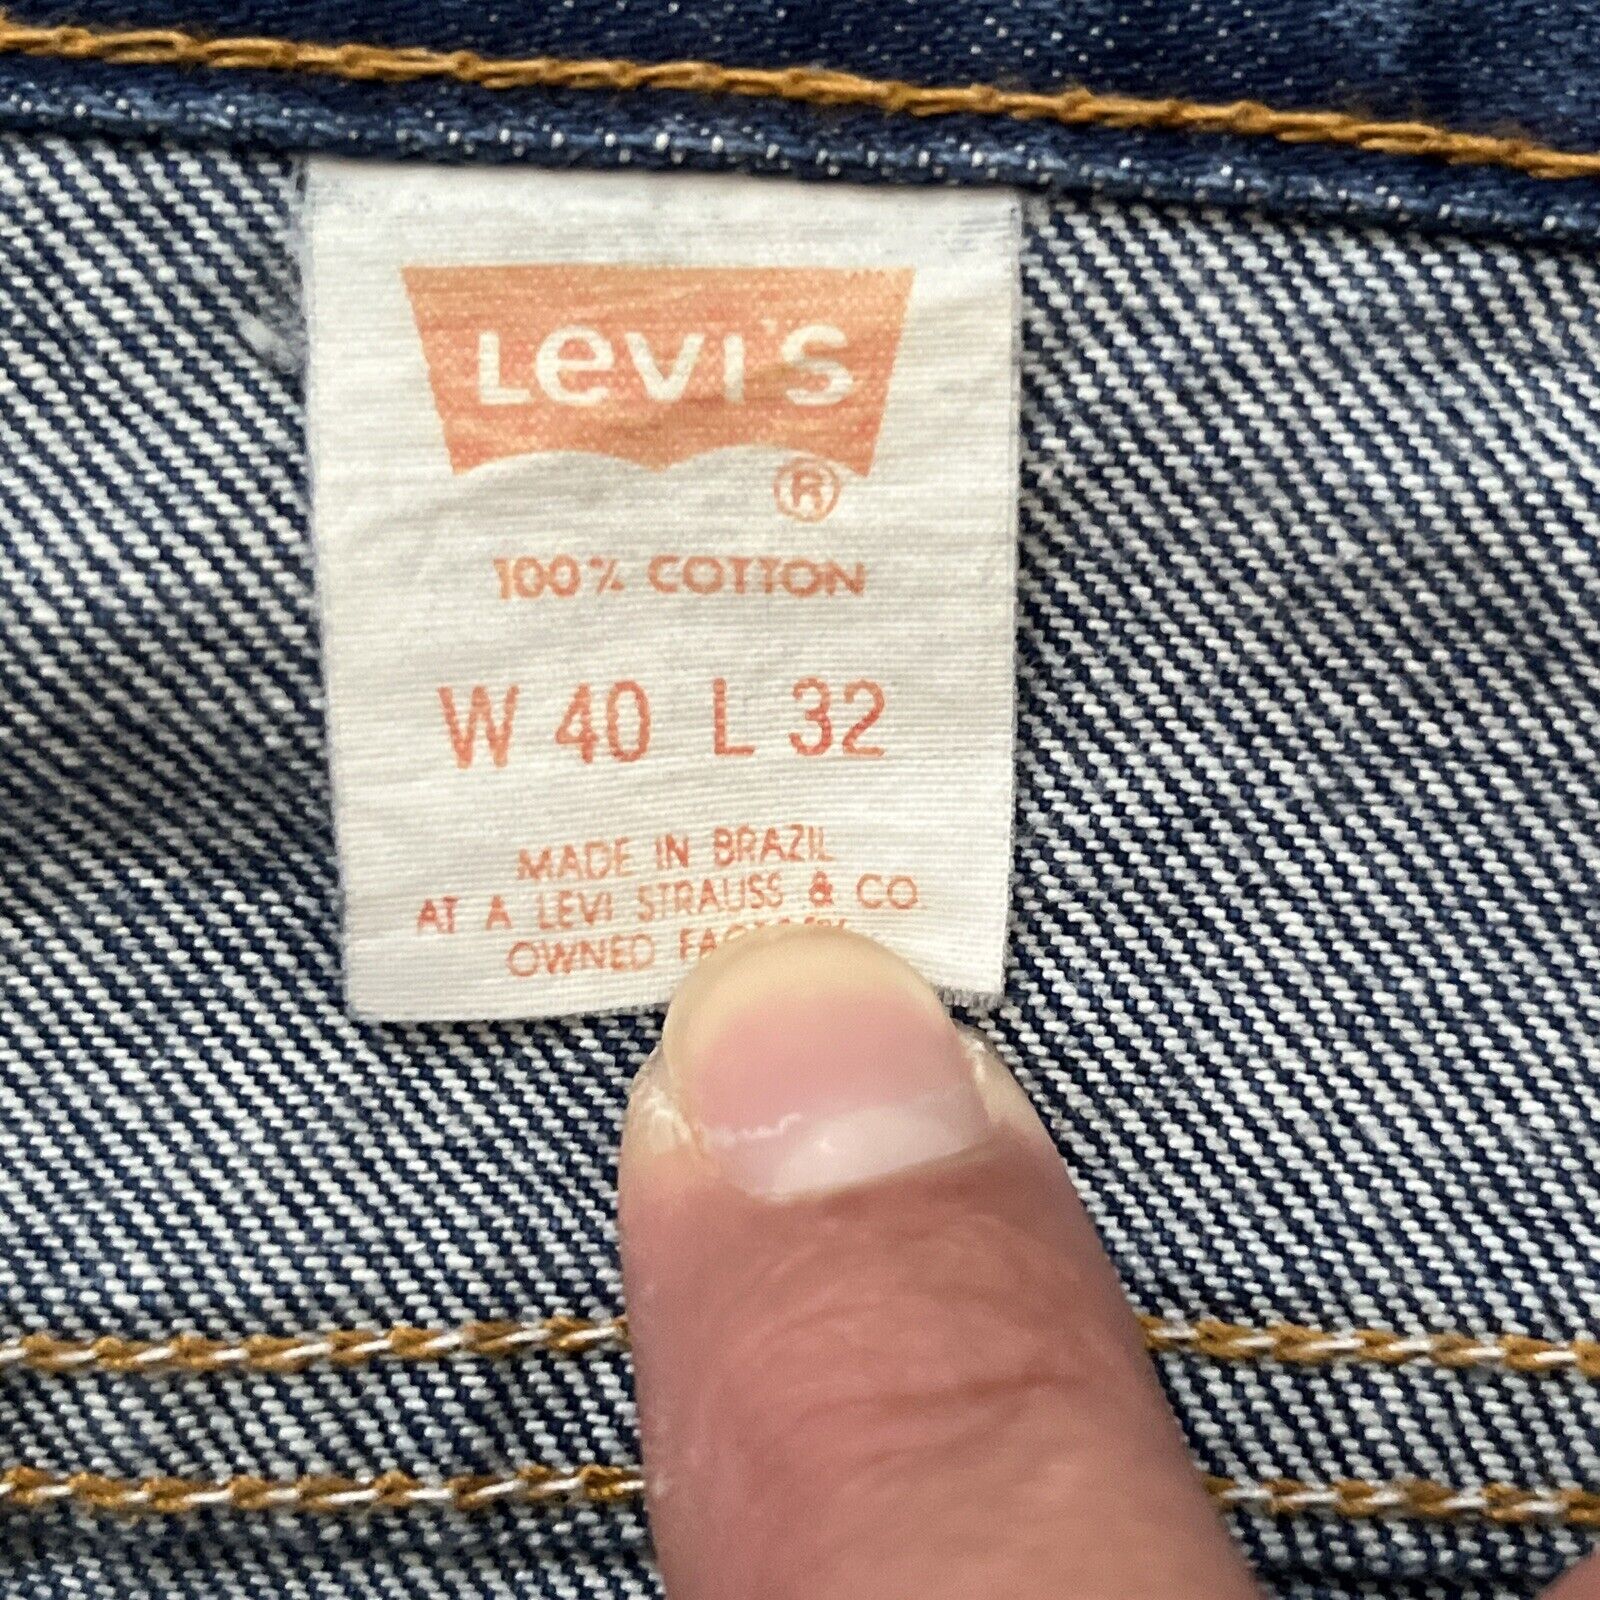 Levi's
®
100% COTTON
W 40 L 32
MADE IN BRAZIL
AT A LEVI STRAUSS & CO.
OWNED